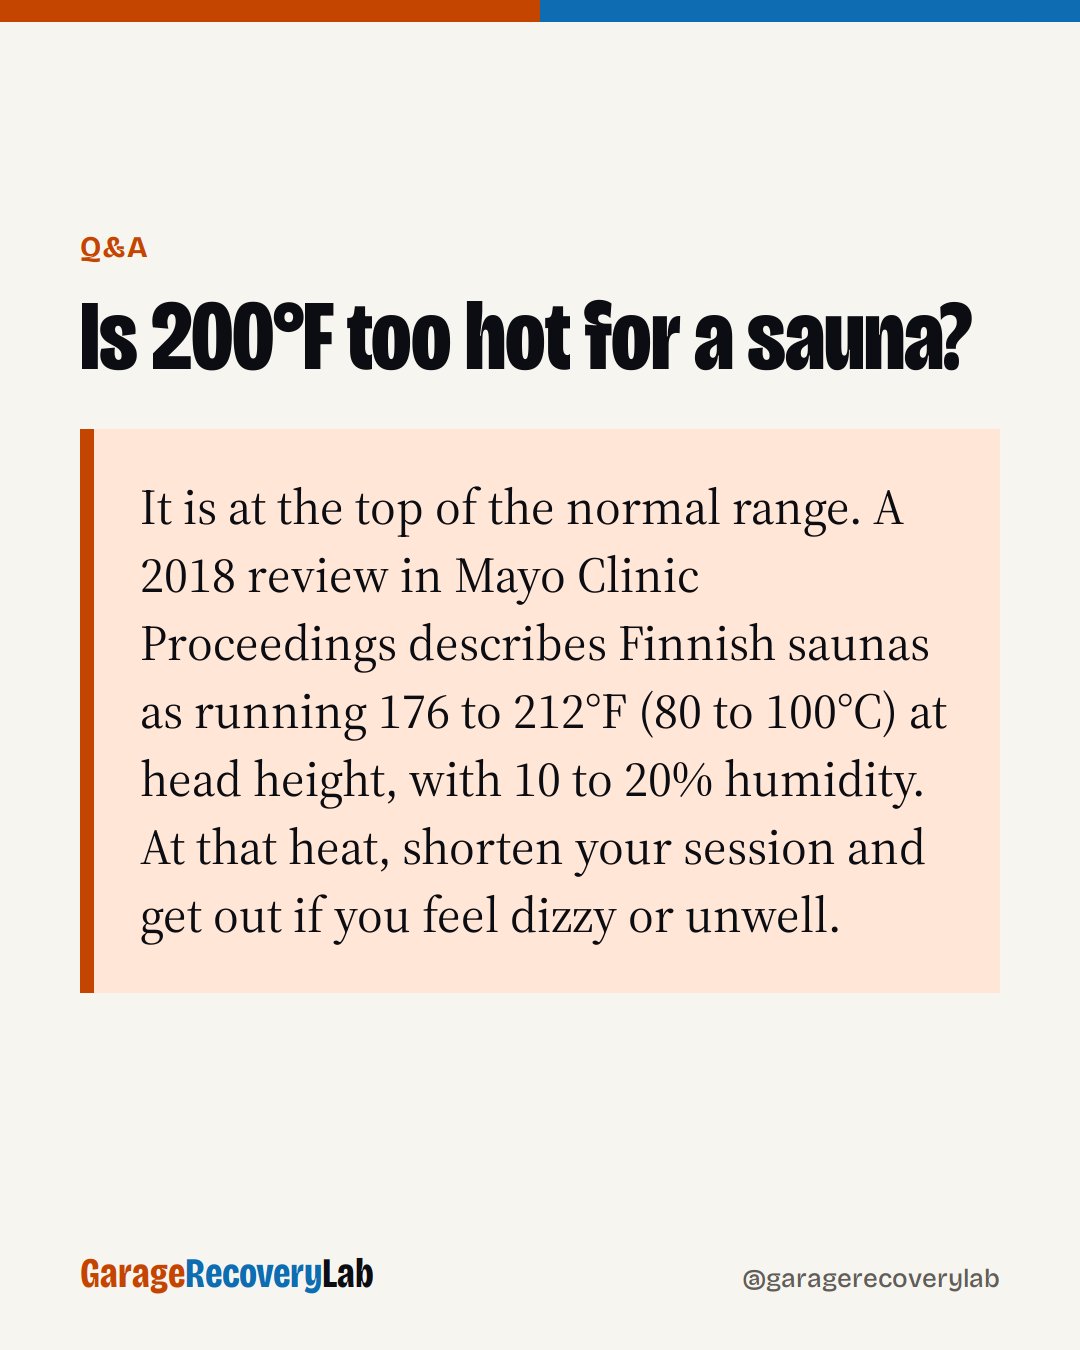 Q&A
Is 200°F too hot for a sauna?
It is at the top of the normal range. A
2018 review in Mayo Clinic
Proceedings describes Finnish saunas
as running 176 to 212°F (80 to 100°C) at
head height, with 10 to 20% humidity.
At that heat, shorten your session and
get out if you feel dizzy or unwell.
GarageRecoveryLab
@garagerecoverylab